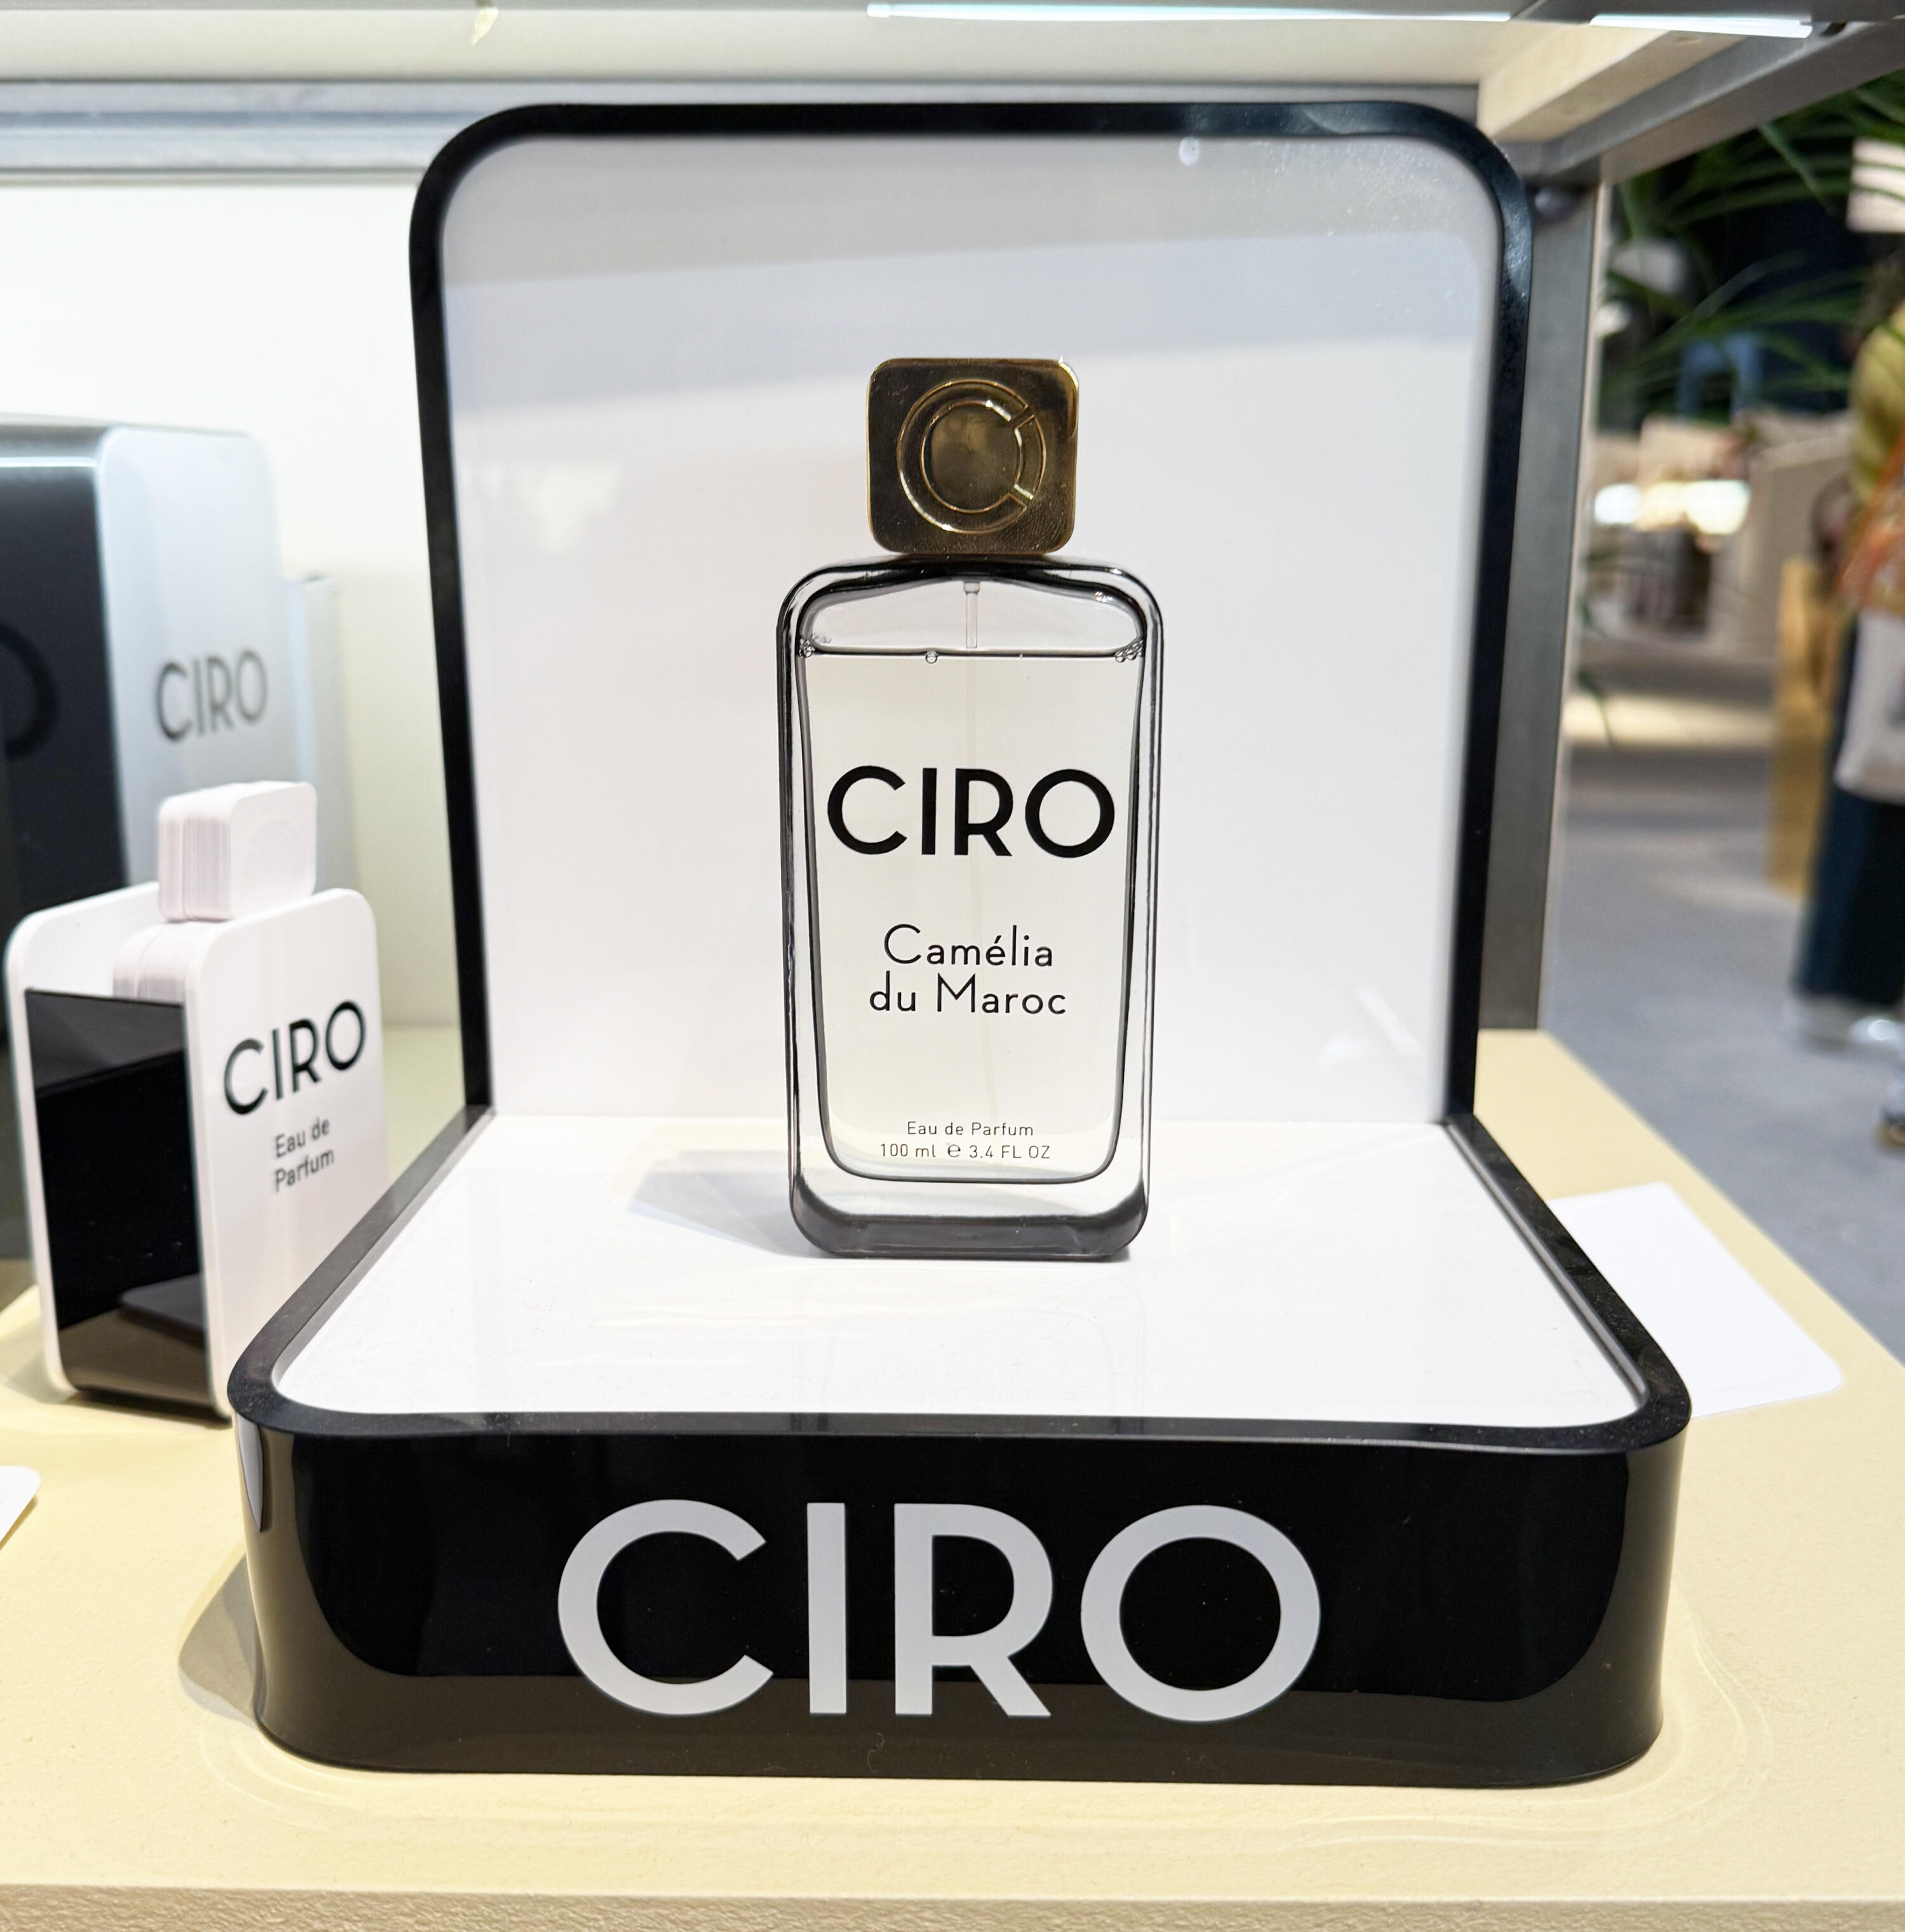 CIRO
CIRO
Eau de
Parfum
CIRO
Camélia
du Maroc
Eau de Parfum
100 ml ℮ 3.4 FL OZ
CIRO